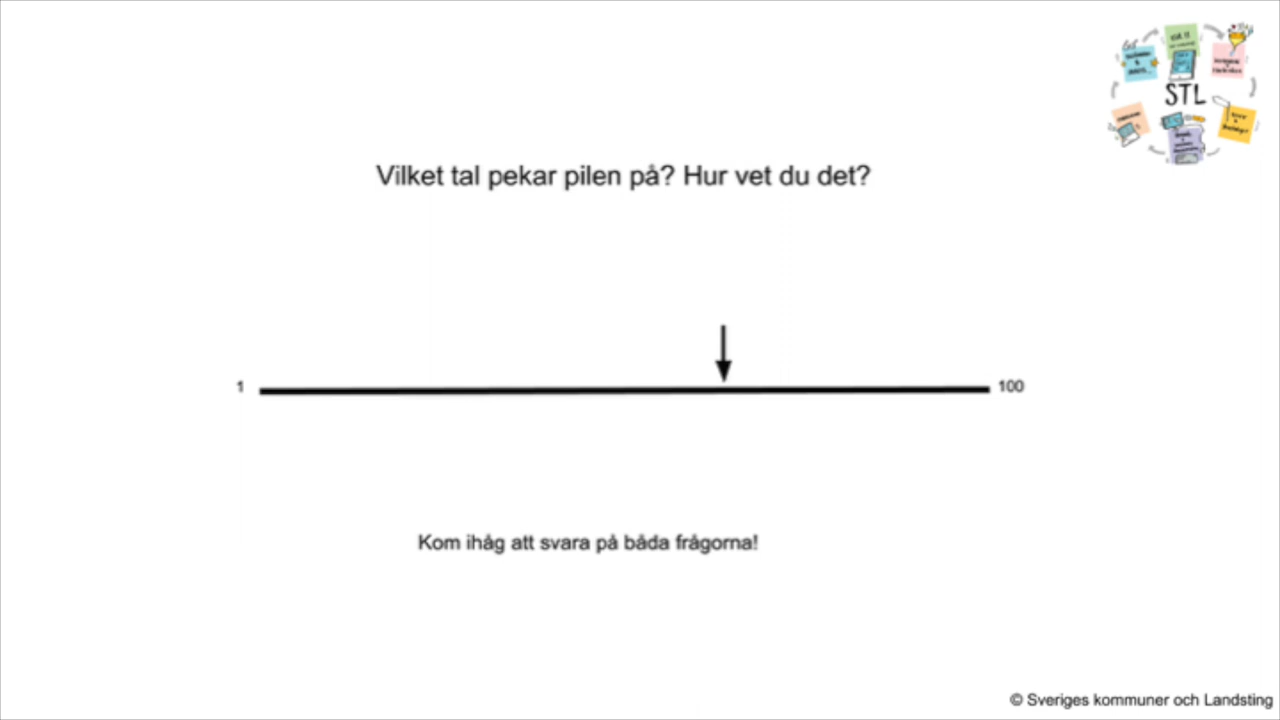 STL
Vilket tal pekar pilen på? Hur vet du det?
1
100
Kom ihåg att svara på båda frågorna!
© Sveriges kommuner och Landsting